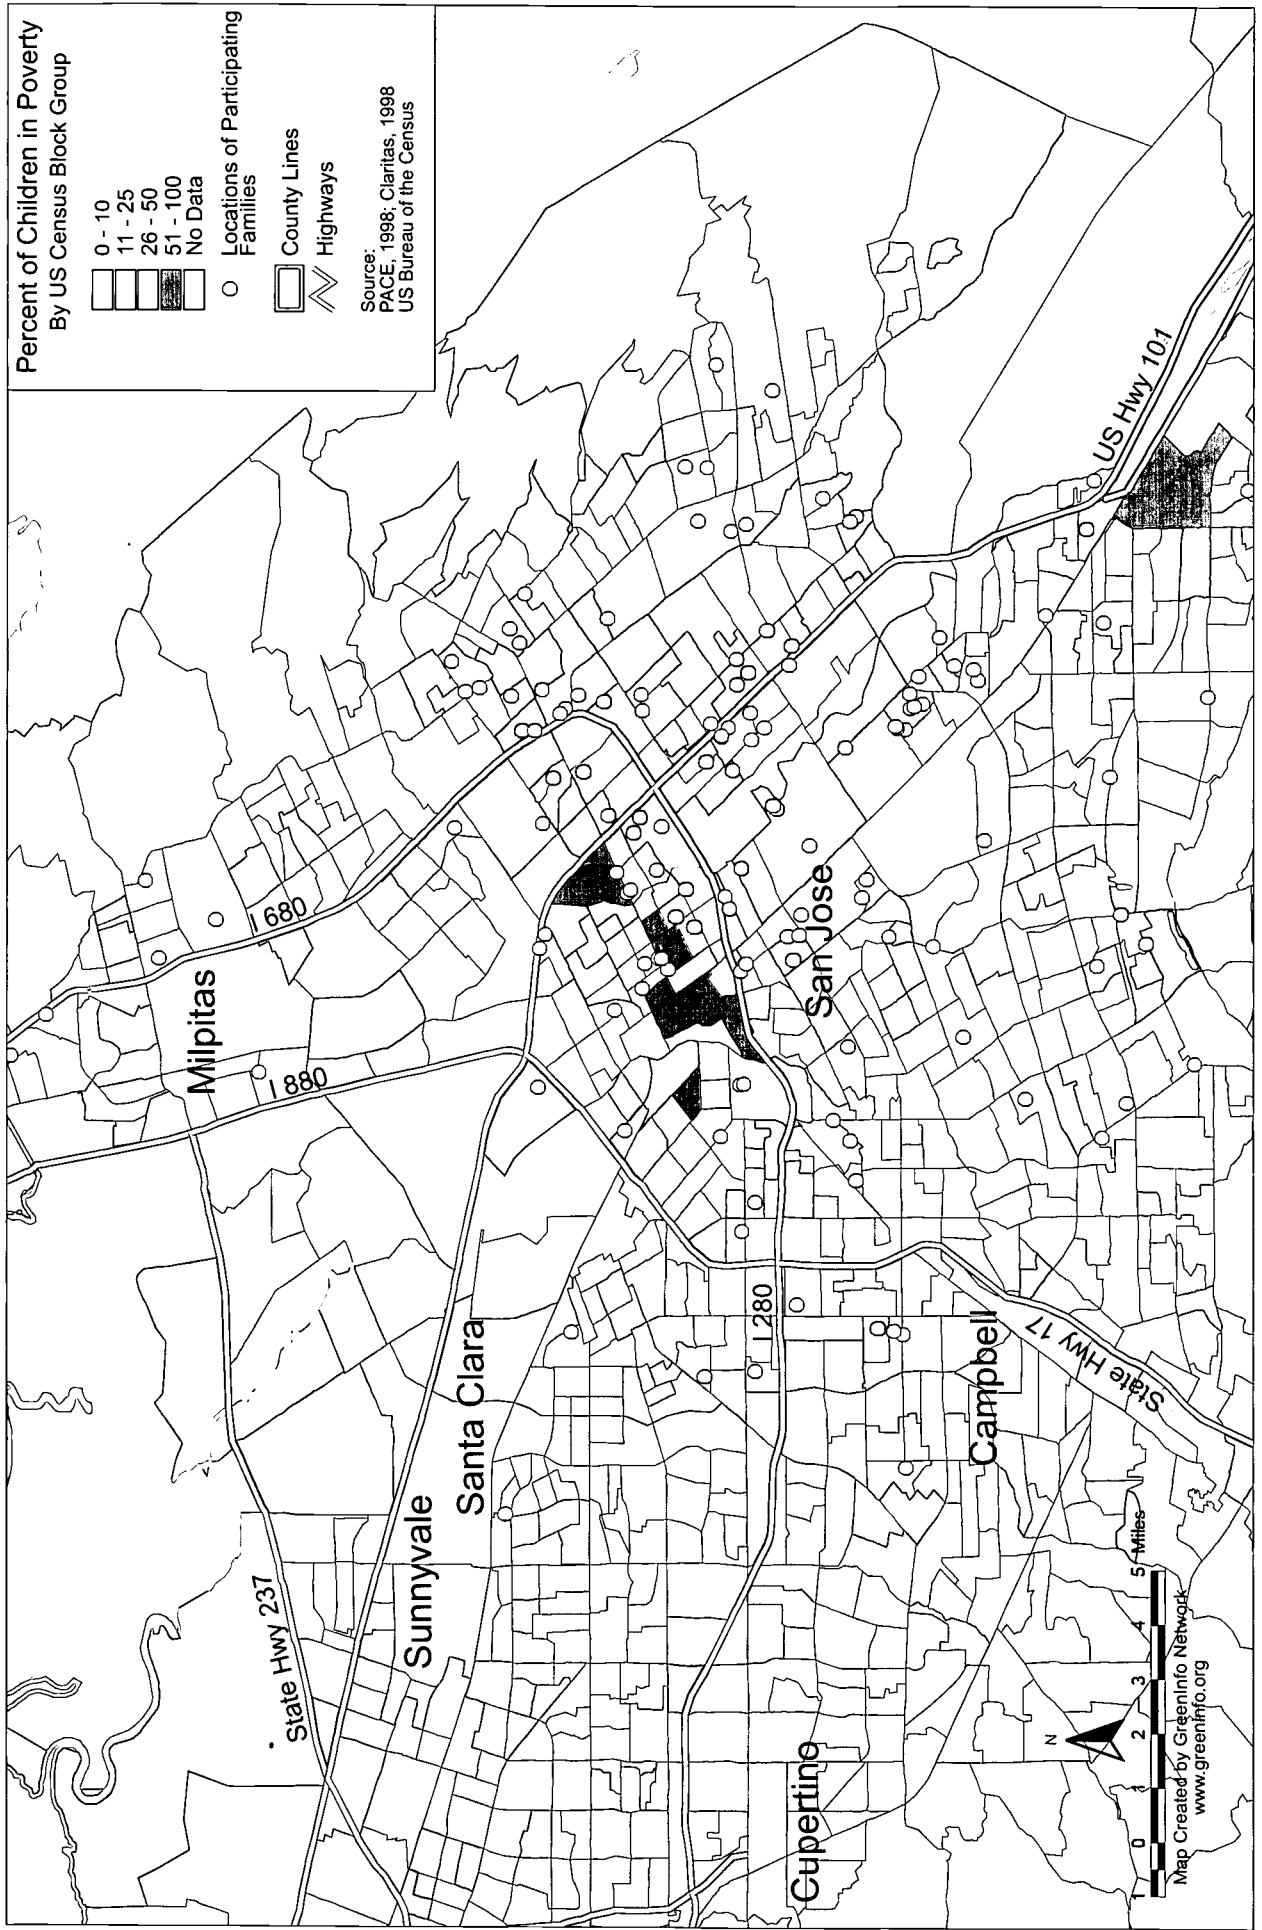 Percent of Children in Poverty
By US Census Block Group
0 - 10
11 - 25
26 - 50
51 - 100
No Data
Locations of Participating
Families
County Lines
Highways
Source:
PACE, 1998; Claritas, 1998
US Bureau of the Census
Milpitas
I 680
I 880
State Hwy 237
Sunnyvale
Santa Clara
San Jose
US Hwy 101
I 280
Cupertino
Campbell
State Hwy 17
N
1 0 1 2 3 4 5 Miles
Map Created by GreenInfo Network
www.greeninfo.org